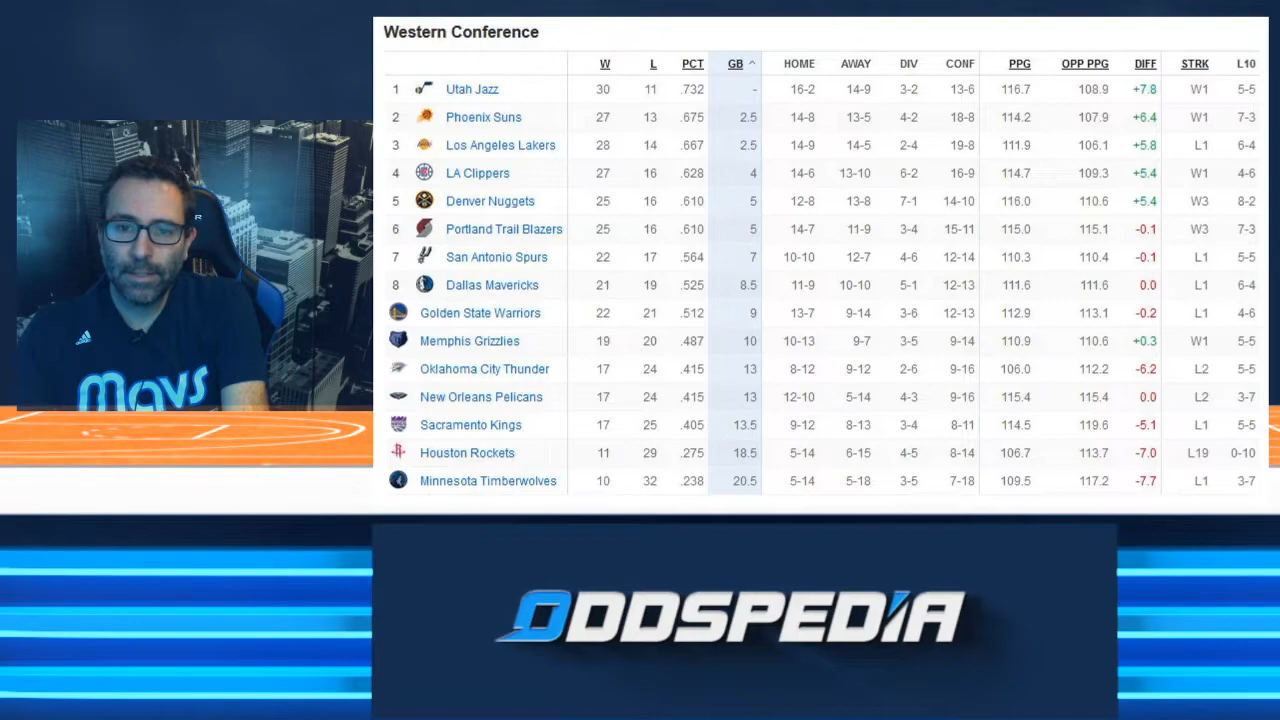 Western Conference
W L PCT GB HOME AWAY DIV CONF PPG OPP PPG DIFF STRK L10
1 Utah Jazz 30 11 .732 - 16-2 14-9 3-2 13-6 116.7 108.9 +7.8 W1 5-5
2 Phoenix Suns 27 13 .675 2.5 14-8 13-5 4-2 18-8 114.2 107.9 +6.4 W1 7-3
3 Los Angeles Lakers 28 14 .667 2.5 14-9 14-5 2-4 19-8 111.9 106.1 +5.8 L1 6-4
4 LA Clippers 27 16 .628 4 14-6 13-10 6-2 16-9 114.7 109.3 +5.4 W1 4-6
5 Denver Nuggets 25 16 .610 5 12-8 13-8 7-1 14-10 116.0 110.6 +5.4 W3 8-2
6 Portland Trail Blazers 25 16 .610 5 14-7 11-9 3-4 15-11 115.0 115.1 -0.1 W3 7-3
7 San Antonio Spurs 22 17 .564 7 10-10 12-7 4-6 12-14 110.3 110.4 -0.1 L1 5-5
8 Dallas Mavericks 21 19 .525 8.5 11-9 10-10 5-1 12-13 111.6 111.6 0.0 L1 6-4
Golden State Warriors 22 21 .512 9 13-7 9-14 3-6 12-13 112.9 113.1 -0.2 L1 4-6
Memphis Grizzlies 19 20 .487 10 10-13 9-7 3-5 9-14 110.9 110.6 +0.3 W1 5-5
Oklahoma City Thunder 17 24 .415 13 8-12 9-12 2-6 9-16 106.0 112.2 -6.2 L2 5-5
New Orleans Pelicans 17 24 .415 13 12-10 5-14 4-3 9-16 115.4 115.4 0.0 L2 3-7
Sacramento Kings 17 25 .405 13.5 9-12 8-13 3-4 8-11 114.5 119.6 -5.1 L1 5-5
Houston Rockets 11 29 .275 18.5 5-14 6-15 4-5 8-14 106.7 113.7 -7.0 L19 0-10
Minnesota Timberwolves 10 32 .238 20.5 5-14 5-18 3-5 7-18 109.5 117.2 -7.7 L1 3-7
R
adidas
MAVS
ODDSPEDIA